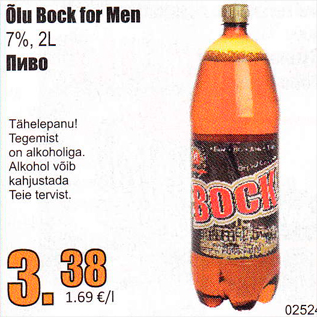 Õlu Bock for Men
7%, 2L
Пиво
Tähelepanu!
Tegemist
on alkoholiga.
Alkohol võib
kahjustada
Teie tervist.
BOCK
3.38
1.69 €/l
02524